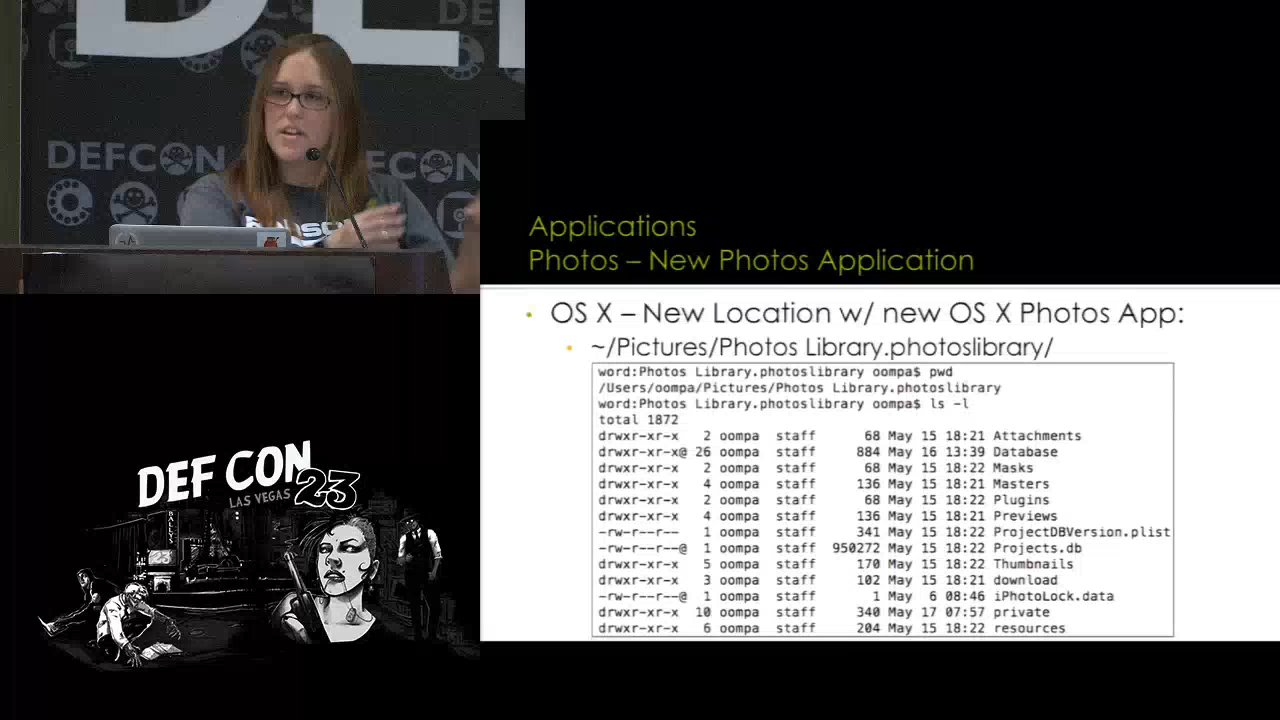 DEFCON
Applications
Photos – New Photos Application
• OS X – New Location w/ new OS X Photos App:
• ~/Pictures/Photos Library.photoslibrary/
word:Photos Library.photoslibrary oompa$ pwd
/Users/oompa/Pictures/Photos Library.photoslibrary
word:Photos Library.photoslibrary oompa$ ls -l
total 1872
drwxr-xr-x 2 oompa staff 68 May 15 18:21 Attachments
drwxr-xr-x@ 26 oompa staff 884 May 16 13:39 Database
drwxr-xr-x 2 oompa staff 68 May 15 18:22 Masks
drwxr-xr-x 4 oompa staff 136 May 15 18:21 Masters
drwxr-xr-x 2 oompa staff 68 May 15 18:22 Plugins
drwxr-xr-x 4 oompa staff 136 May 15 18:21 Previews
-rw-r--r-- 1 oompa staff 341 May 15 18:22 ProjectDBVersion.plist
-rw-r--r--@ 1 oompa staff 950272 May 15 18:22 Projects.db
drwxr-xr-x 5 oompa staff 170 May 15 18:22 Thumbnails
drwxr-xr-x 3 oompa staff 102 May 15 18:21 download
-rw-r--r--@ 1 oompa staff 1 May 6 08:46 iPhotoLock.data
drwxr-xr-x 10 oompa staff 340 May 17 07:57 private
drwxr-xr-x 6 oompa staff 204 May 15 18:22 resources
DEF CON 23
LAS VEGAS
BALLY'S